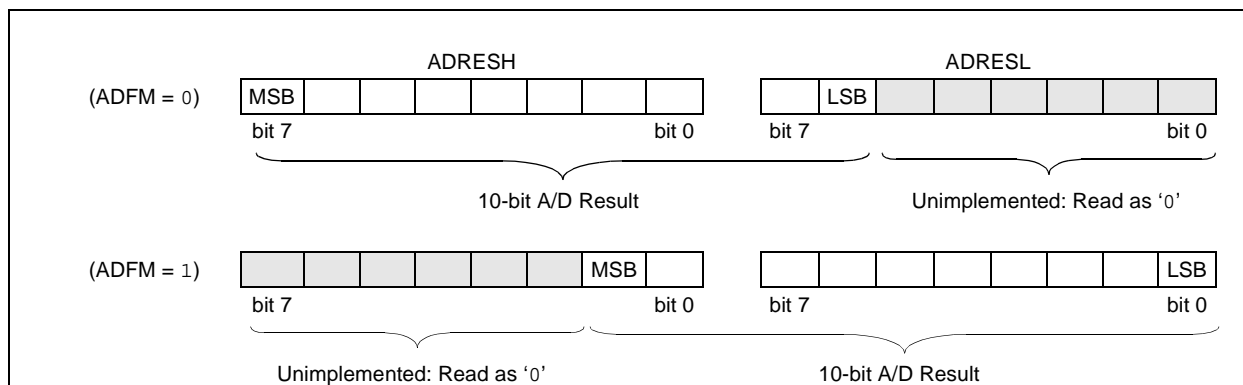 ADRESH ADRESL
(ADFM = 0) MSB LSB
bit 7 bit 0 bit 7 bit 0
10-bit A/D Result Unimplemented: Read as ‘0’
(ADFM = 1) MSB LSB
bit 7 bit 0 bit 7 bit 0
Unimplemented: Read as ‘0’ 10-bit A/D Result